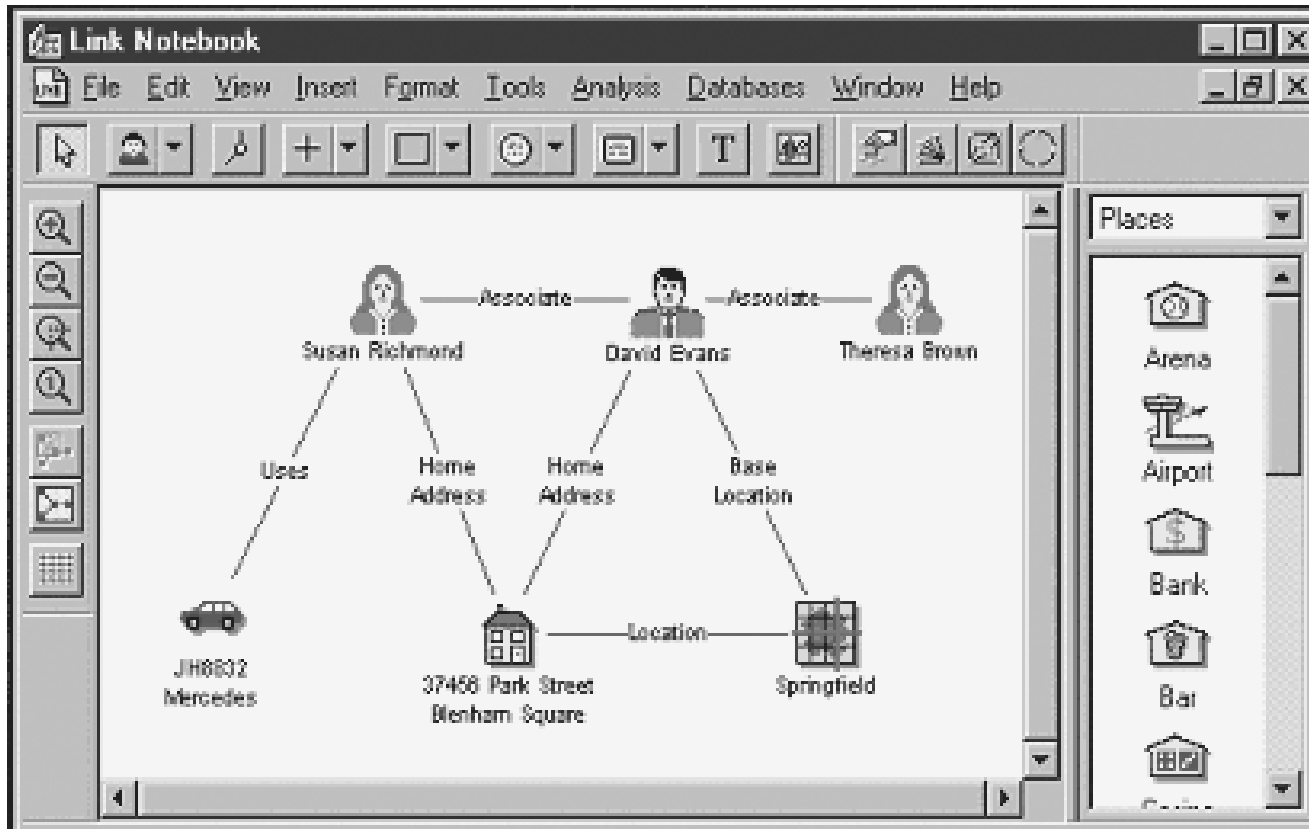 Link Notebook
File Edit View Insert Format Tools Analysis Databases Window Help
T
Places
Associate Associate
Susan Richmond David Evans Theresa Brown
Arena
Uses Home Home Base
Address Address Location
Airport
Bank
Location
37456 Park Street Springfield
Mercedes Blenham Square
Bar